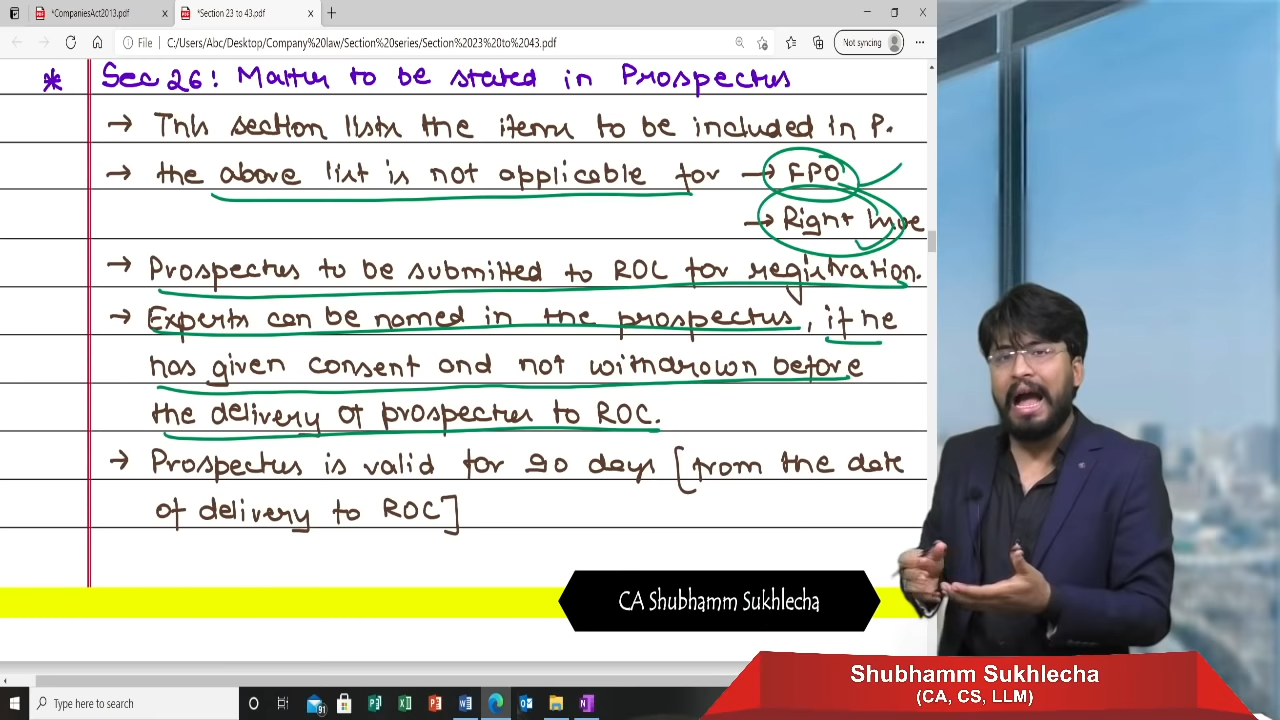 *CompaniesAct2013.pdf
*Section 23 to 43.pdf
File
C:/Users/Abc/Desktop/Company%20law/Section%20series/Section%2023%20to%2043.pdf
Not syncing
* Sec 26: Matter to be stated in Prospectus
→ This section lists the items to be included in P.
→ the above list is not applicable for → FPO
→ Right Issue
→ Prospectus to be submitted to ROC for registration.
→ Experts can be named in the prospectus, if he
has given consent and not withdrawn before
the delivery of prospectus to ROC.
→ Prospectus is valid for 90 days [from the date
of delivery to ROC]
CA Shubhamm Sukhlecha
Shubhamm Sukhlecha
(CA, CS, LLM)
Type here to search
91